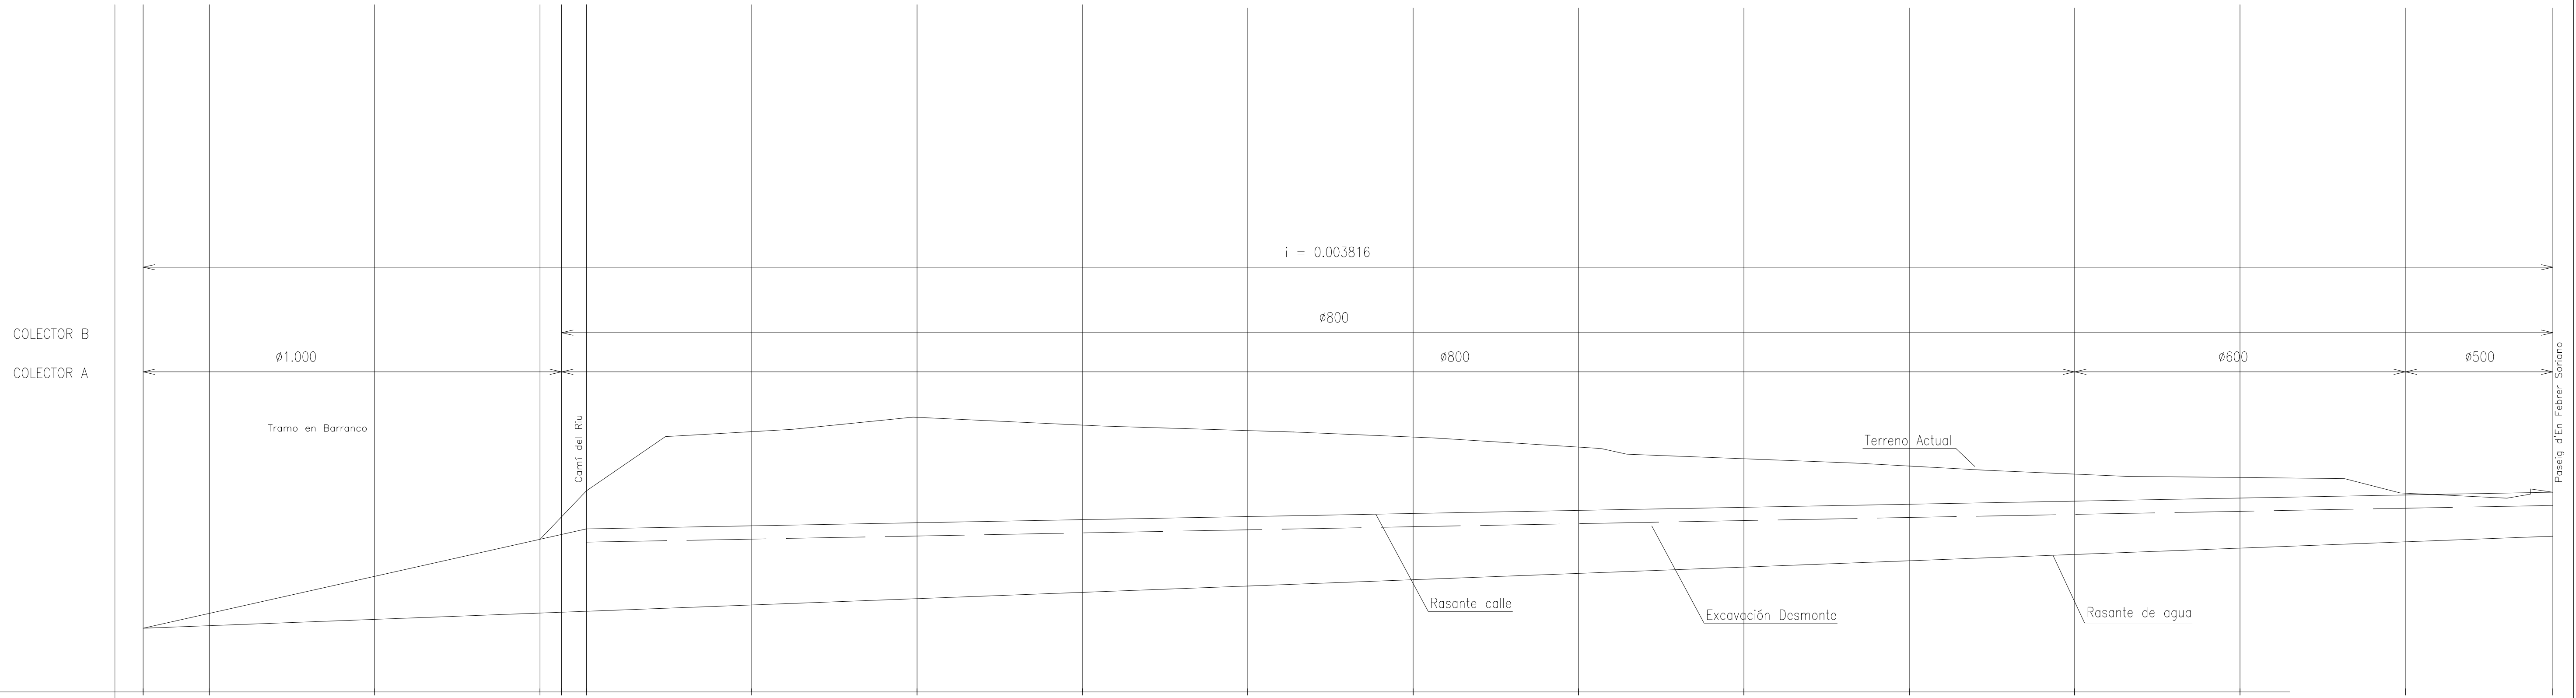 i = 0.003816
COLECTOR B
ø800
COLECTOR A
ø1.000
ø800
ø600
ø500
Tramo en Barranco
Camí del Riu
Terreno Actual
Paseig d'En Febrer Soriano
Rasante calle
Excavación Desmonte
Rasante de agua